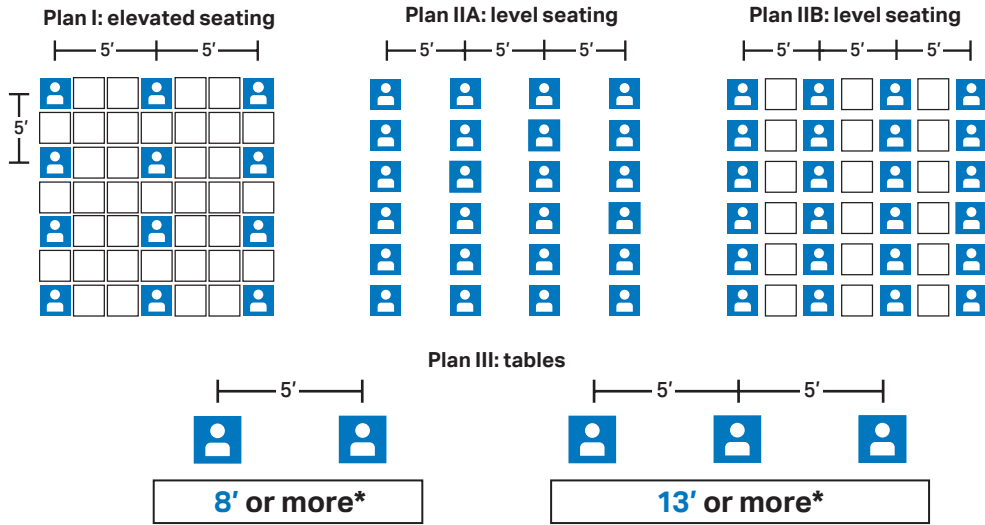 Plan I: elevated seating
5′ 5′
5′
Plan IIA: level seating
5′ 5′ 5′
Plan IIB: level seating
5′ 5′ 5′
Plan III: tables
5′
8′ or more*
5′ 5′
13′ or more*